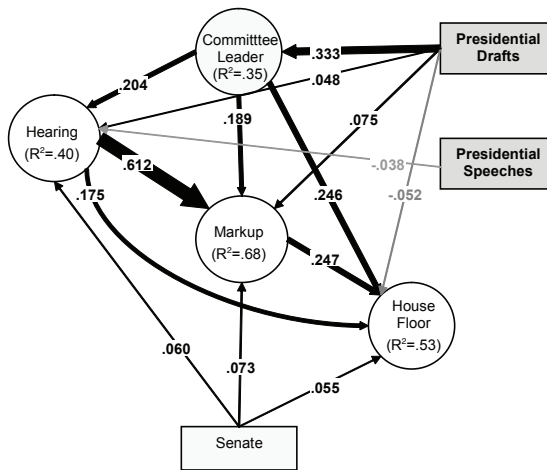 Committtee
Leader
(R²=.35)
Presidential
Drafts
.333
.204
.048
Hearing
(R²=.40)
.189
.075
.612
-.038
Presidential
Speeches
.175
.246
-.052
Markup
(R²=.68)
.247
House
Floor
(R²=.53)
.060
.073
.055
Senate